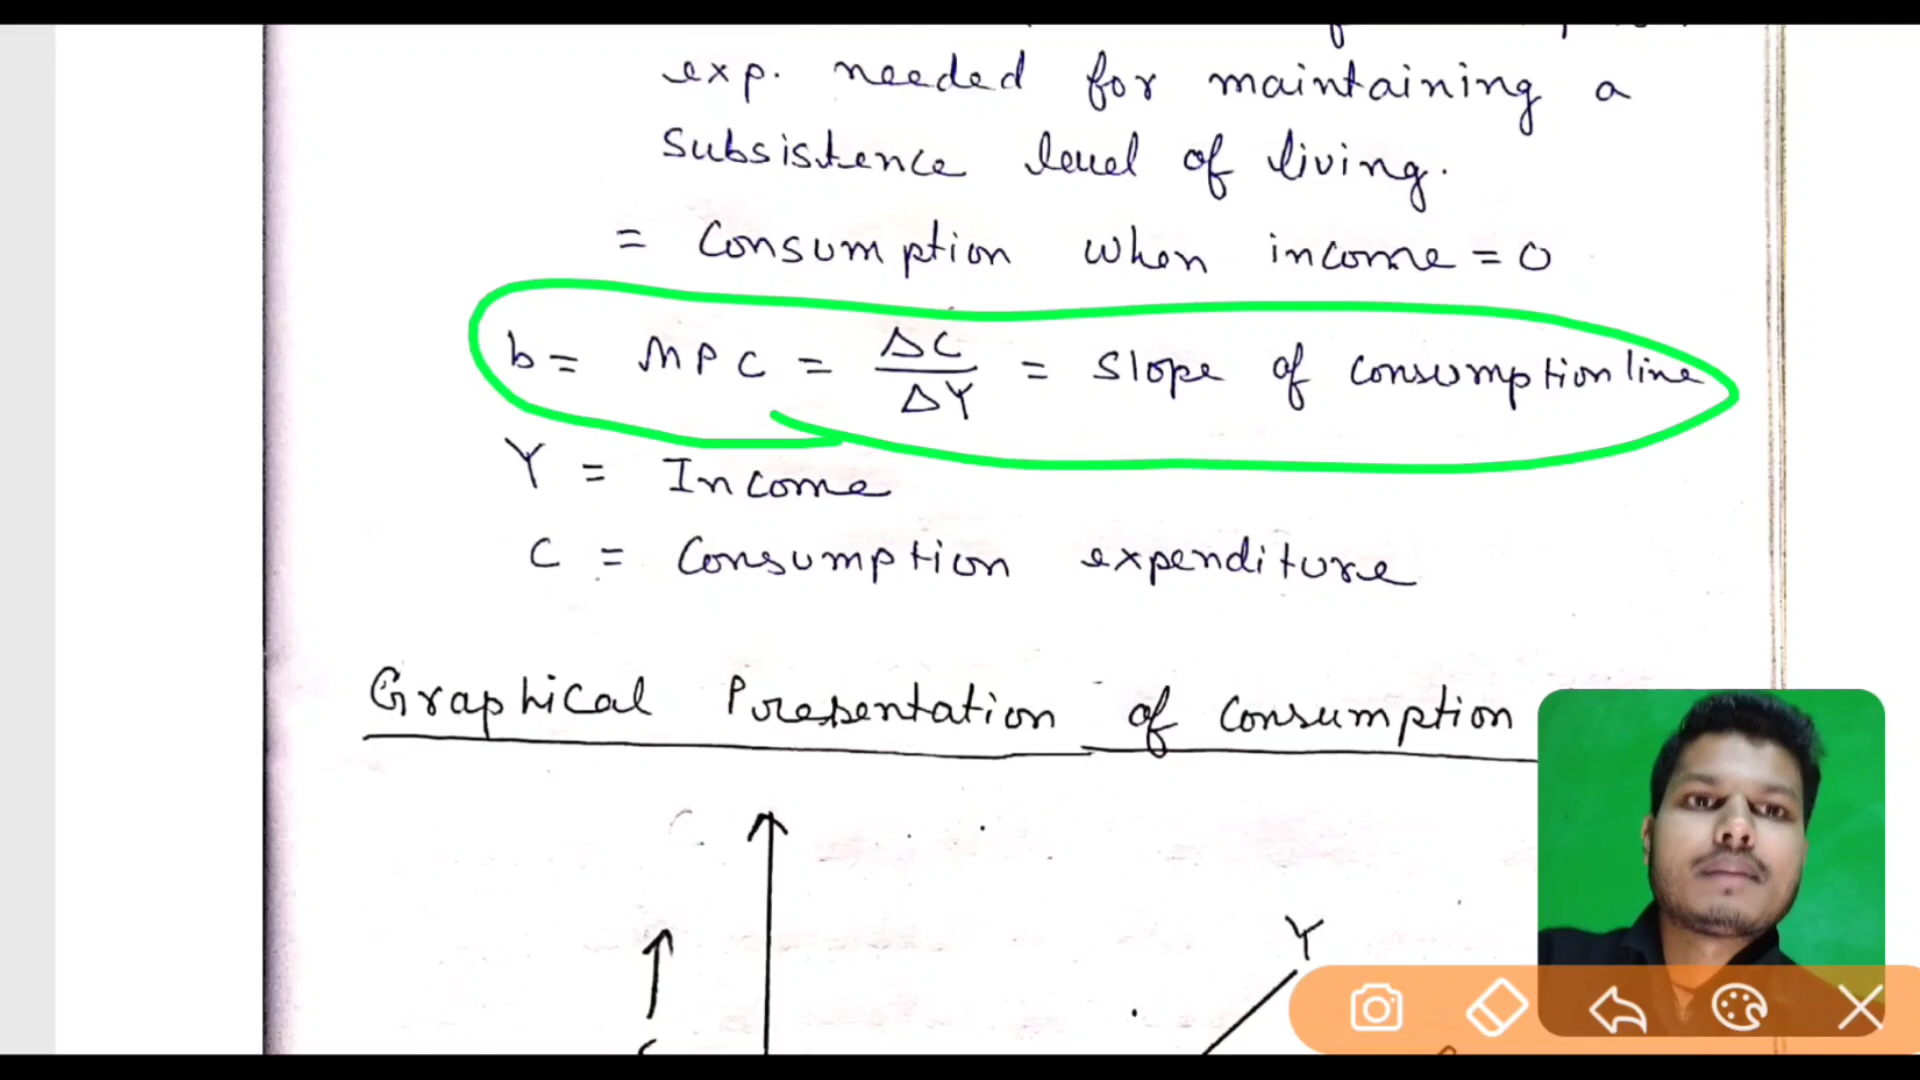 exp. needed for maintaining a
subsistence level of living.
= Consumption when income = 0
b = MPC = ΔC/ΔY = Slope of consumption line
Y = Income
C = Consumption expenditure
Graphical Presentation of Consumption
Y